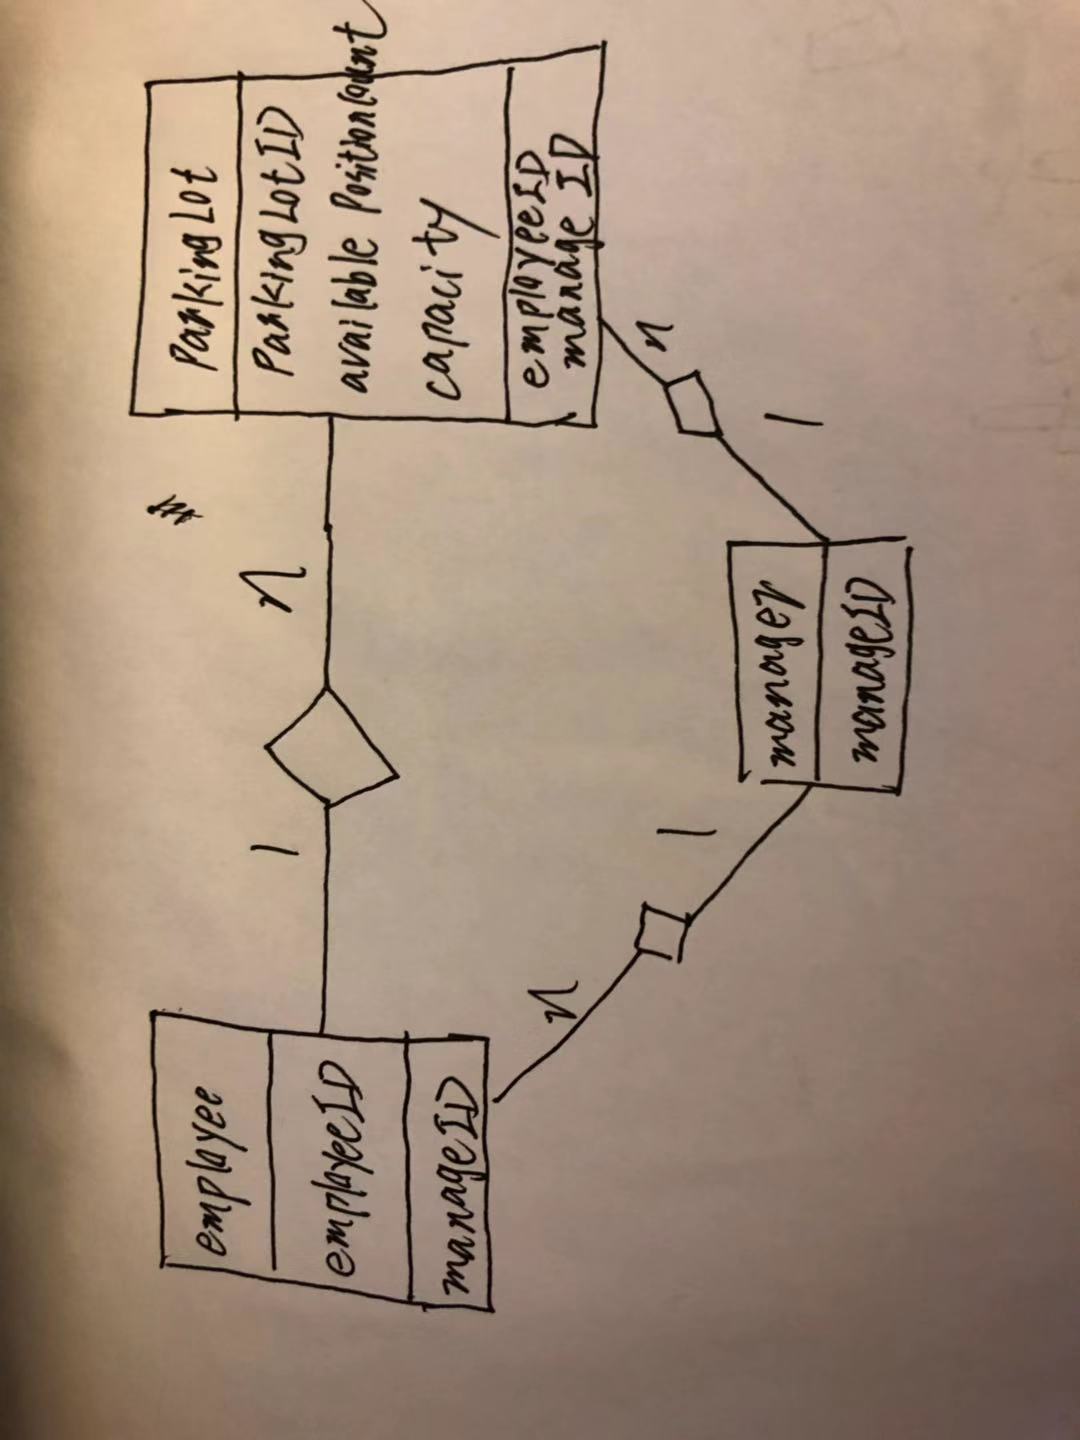 employee
employeeID
manageID
1
n
ParkingLot
ParkingLotID
available PositionCount
capacity
employeeID
manage ID
n
1
n
1
manager
manageID